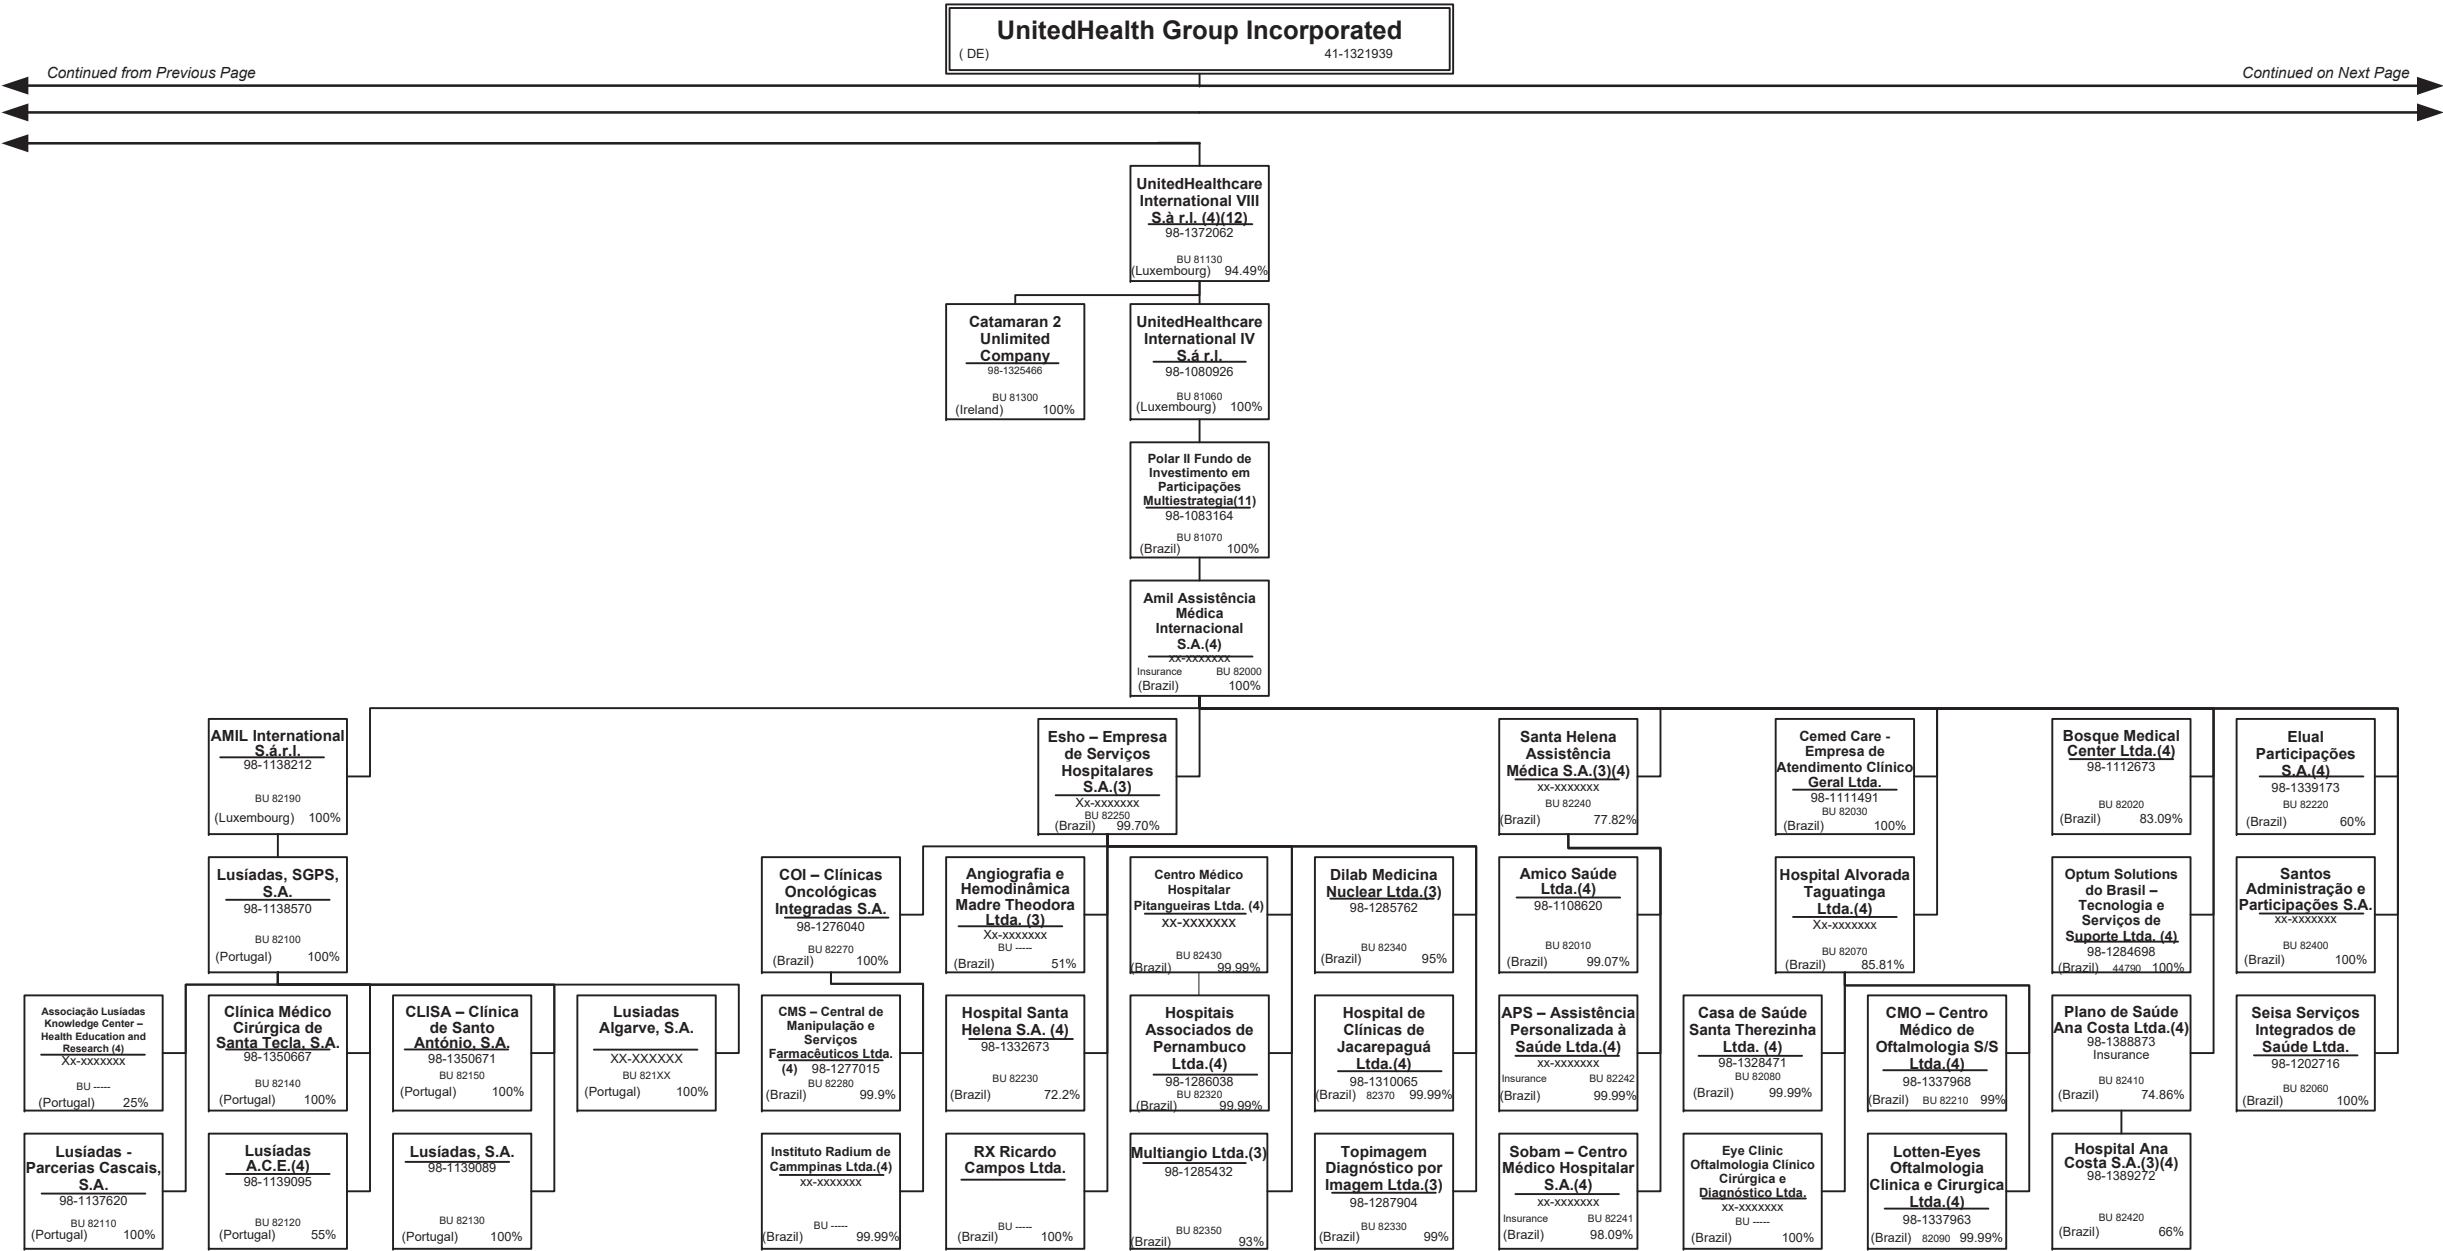 UnitedHealth Group Incorporated
( DE) 41-1321939
Continued from Previous Page
Continued on Next Page
UnitedHealthcare
International VIII
S.à r.l. (4)(12)
98-1372062
BU 81130
(Luxembourg) 94.49%
Catamaran 2
Unlimited
Company
98-1325466
BU 81300
(Ireland) 100%
UnitedHealthcare
International IV
S.á r.l.
98-1080926
BU 81060
(Luxembourg) 100%
Polar II Fundo de
Investimento em
Participações
Multiestrategia(11)
98-1083164
BU 81070
(Brazil) 100%
Amil Assistência
Médica
Internacional
S.A.(4)
xx-xxxxxxx
Insurance BU 82000
(Brazil) 100%
AMIL International
S.á.r.l.
98-1138212
BU 82190
(Luxembourg) 100%
Esho – Empresa
de Serviços
Hospitalares
S.A.(3)
Xx-xxxxxxx
BU 82250
(Brazil) 99.70%
Santa Helena
Assistência
Médica S.A.(3)(4)
xx-xxxxxxx
BU 82240
(Brazil) 77.82%
Cemed Care -
Empresa de
Atendimento Clínico
Geral Ltda.
98-1111491
BU 82030
(Brazil) 100%
Bosque Medical
Center Ltda.(4)
98-1112673
BU 82020
(Brazil) 83.09%
Elual
Participações
S.A.(4)
98-1339173
BU 82220
(Brazil) 60%
Lusíadas, SGPS,
S.A.
98-1138570
BU 82100
(Portugal) 100%
COI – Clínicas
Oncológicas
Integradas S.A.
98-1276040
BU 82270
(Brazil) 100%
Angiografia e
Hemodinâmica
Madre Theodora
Ltda. (3)
Xx-xxxxxxx
BU -----
(Brazil) 51%
Centro Médico
Hospitalar
Pitangueiras Ltda. (4)
xx-xxxxxxx
BU 82430
(Brazil) 99.99%
Dilab Medicina
Nuclear Ltda.(3)
98-1285762
BU 82340
(Brazil) 95%
Amico Saúde
Ltda.(4)
98-1108620
BU 82010
(Brazil) 99.07%
Hospital Alvorada
Taguatinga
Ltda.(4)
Xx-xxxxxxx
BU 82070
(Brazil) 85.81%
Optum Solutions
do Brasil –
Tecnologia e
Serviços de
Suporte Ltda. (4)
98-1284698
(Brazil) 44790 100%
Santos
Administração e
Participações S.A.
xx-xxxxxxx
BU 82400
(Brazil) 100%
Associação Lusíadas
Knowledge Center –
Health Education and
Research (4)
Xx-xxxxxxx
BU -----
(Portugal) 25%
Clínica Médico
Cirúrgica de
Santa Tecla, S.A.
98-1350667
BU 82140
(Portugal) 100%
CLISA – Clínica
de Santo
António, S.A.
98-1350671
BU 82150
(Portugal) 100%
Lusiadas
Algarve, S.A.
XX-XXXXXX
BU 821XX
(Portugal) 100%
CMS – Central de
Manipulação e
Serviços
Farmacêuticos Ltda.
(4) 98-1277015
BU 82280
(Brazil) 99.9%
Hospital Santa
Helena S.A. (4)
98-1332673
BU 82230
(Brazil) 72.2%
Hospitais
Associados de
Pernambuco
Ltda.(4)
98-1286038
BU 82320
(Brazil) 99.99%
Hospital de
Clínicas de
Jacarepaguá
Ltda.(4)
98-1310065
(Brazil) 82370 99.99%
APS – Assistência
Personalizada à
Saúde Ltda.(4)
xx-xxxxxxx
Insurance BU 82242
(Brazil) 99.99%
Casa de Saúde
Santa Therezinha
Ltda. (4)
98-1328471
BU 82080
(Brazil) 99.99%
CMO – Centro
Médico de
Oftalmologia S/S
Ltda.(4)
98-1337968
(Brazil) BU 82210 99%
Plano de Saúde
Ana Costa Ltda.(4)
98-1388873
Insurance
BU 82410
(Brazil) 74.86%
Seisa Serviços
Integrados de
Saúde Ltda.
98-1202716
BU 82060
(Brazil) 100%
Lusíadas -
Parcerias Cascais,
S.A.
98-1137620
BU 82110
(Portugal) 100%
Lusíadas
A.C.E.(4)
98-1139095
BU 82120
(Portugal) 55%
Lusíadas, S.A.
98-1139089
BU 82130
(Portugal) 100%
Instituto Radium de
Cammpinas Ltda.(4)
xx-xxxxxxx
BU -----
(Brazil) 99.99%
RX Ricardo
Campos Ltda.
BU -----
(Brazil) 100%
Multiangio Ltda.(3)
98-1285432
BU 82350
(Brazil) 93%
Topimagem
Diagnóstico por
Imagem Ltda.(3)
98-1287904
BU 82330
(Brazil) 99%
Sobam – Centro
Médico Hospitalar
S.A.(4)
xx-xxxxxxx
Insurance BU 82241
(Brazil) 98.09%
Eye Clinic
Oftalmologia Clínico
Cirúrgica e
Diagnóstico Ltda.
xx-xxxxxxx
BU -----
(Brazil) 100%
Lotten-Eyes
Oftalmologia
Clinica e Cirurgica
Ltda.(4)
98-1337963
(Brazil) 82090 99.99%
Hospital Ana
Costa S.A.(3)(4)
98-1389272
BU 82420
(Brazil) 66%